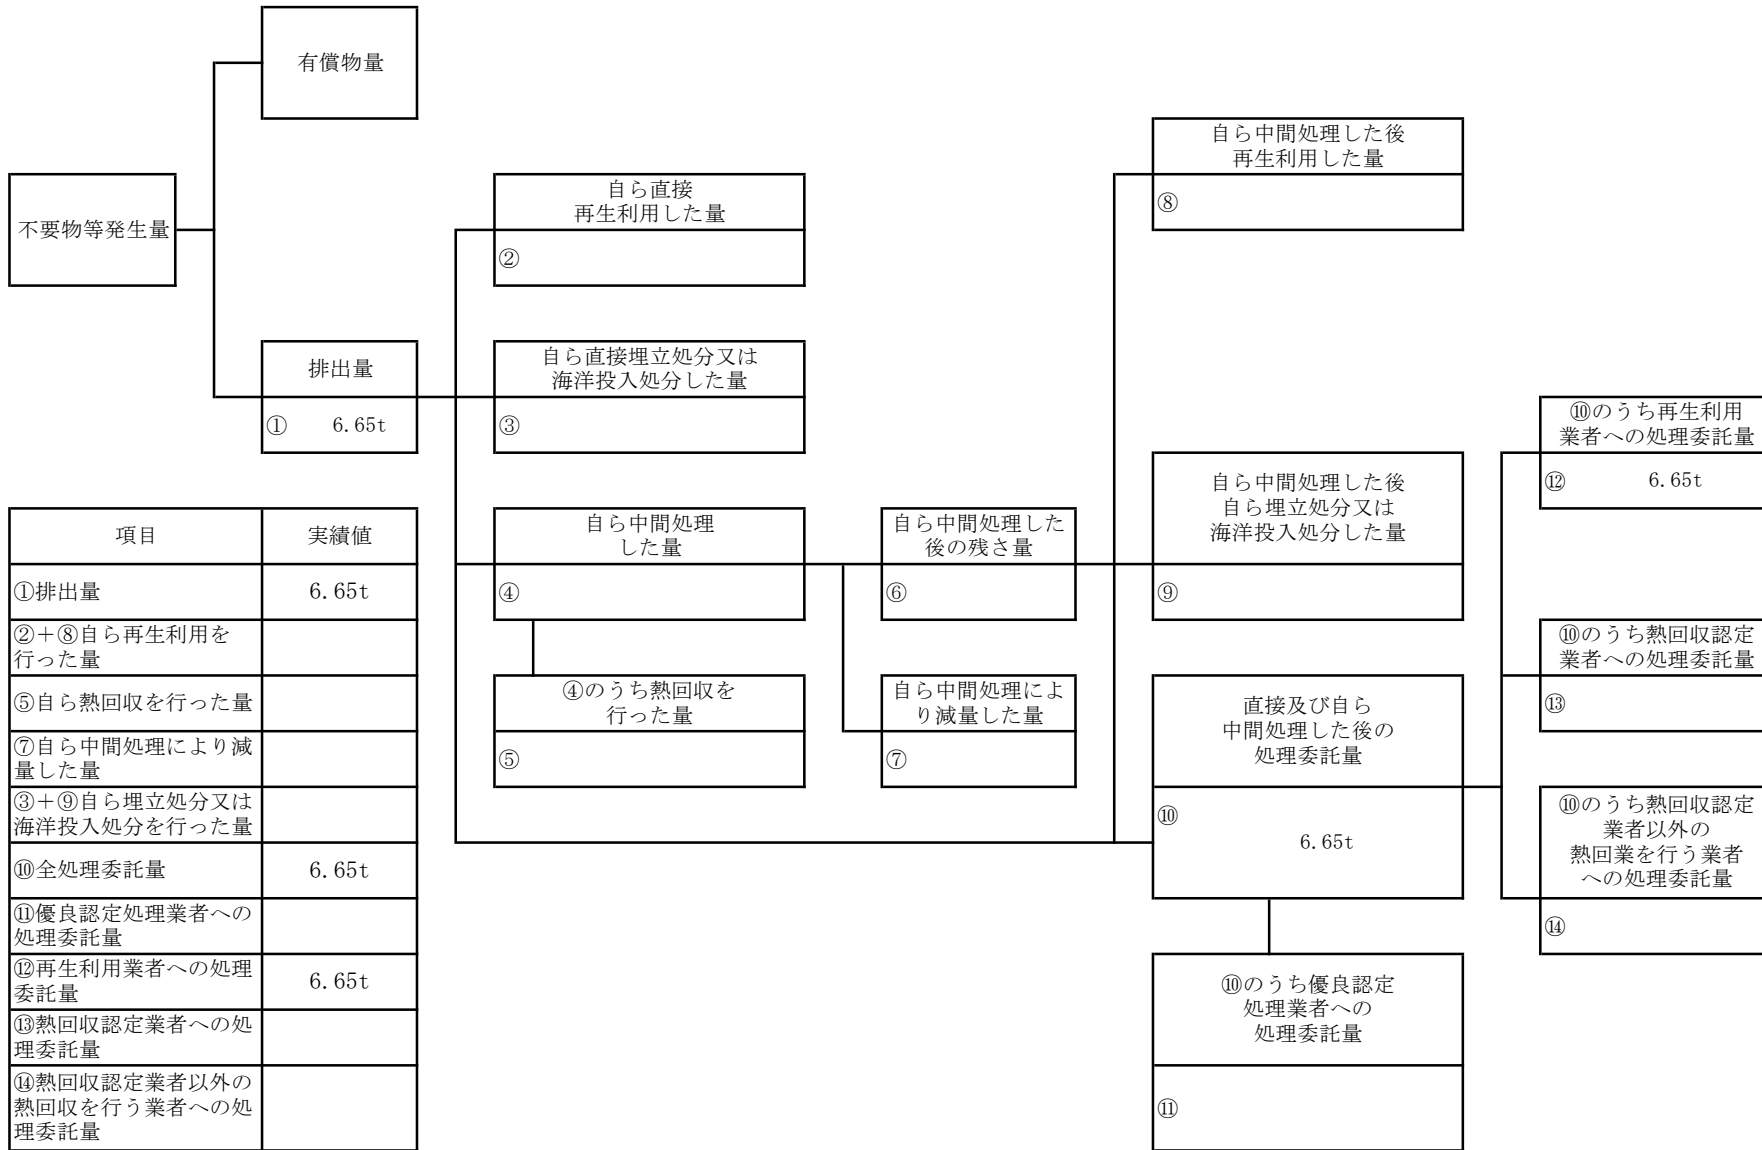 有償物量
不要物等発生量
排出量
① 6.65t
自ら直接
再生利用した量
②
自ら直接埋立処分又は
海洋投入処分した量
③
自ら中間処理
した量
④
④のうち熱回収を
行った量
⑤
自ら中間処理した
後の残さ量
⑥
自ら中間処理によ
り減量した量
⑦
自ら中間処理した後
再生利用した量
⑧
自ら中間処理した後
自ら埋立処分又は
海洋投入処分した量
⑨
直接及び自ら
中間処理した後の
処理委託量
⑩
6.65t
⑩のうち優良認定
処理業者への
処理委託量
⑪
⑩のうち再生利用
業者への処理委託量
⑫ 6.65t
⑩のうち熱回収認定
業者への処理委託量
⑬
⑩のうち熱回収認定
業者以外の
熱回業を行う業者
への処理委託量
⑭
項目 実績値
①排出量 6.65t
②＋⑧自ら再生利用を
行った量
⑤自ら熱回収を行った量
⑦自ら中間処理により減
量した量
③＋⑨自ら埋立処分又は
海洋投入処分を行った量
⑩全処理委託量 6.65t
⑪優良認定処理業者への
処理委託量
⑫再生利用業者への処理
委託量 6.65t
⑬熱回収認定業者への処
理委託量
⑭熱回収認定業者以外の
熱回収を行う業者への処
理委託量